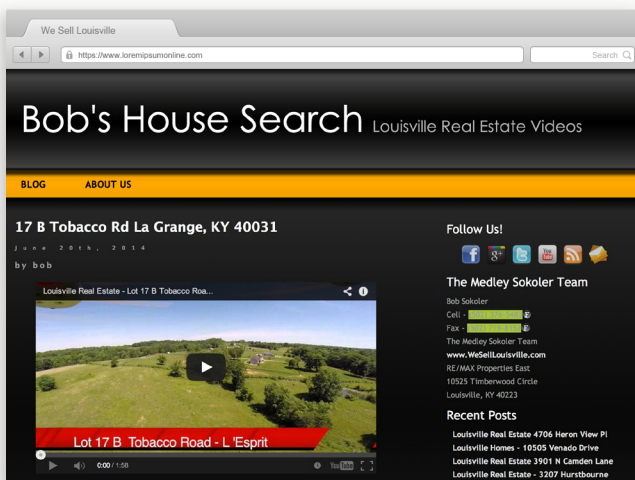 We Sell Louisville
https://www.loremipsumonline.com
Search
Bob's House Search Louisville Real Estate Videos
BLOG ABOUT US
17 B Tobacco Rd La Grange, KY 40031
June 20th, 2014
by bob
Louisville Real Estate - Lot 17 B Tobacco Roa...
Lot 17 B Tobacco Road - L 'Esprit
0:00 / 1:58
YouTube
Follow Us!
g+
You Tube
The Medley Sokoler Team
Bob Sokoler
Cell -
Fax -
The Medley Sokoler Team
www.WeSellLouisville.com
RE/MAX Properties East
10525 Timberwood Circle
Louisville, KY 40223
Recent Posts
Louisville Real Estate 4706 Heron View Pl
Louisville Homes - 10505 Venado Drive
Louisville Real Estate 3901 N Camden Lane
Louisville Real Estate - 3207 Hurstbourne